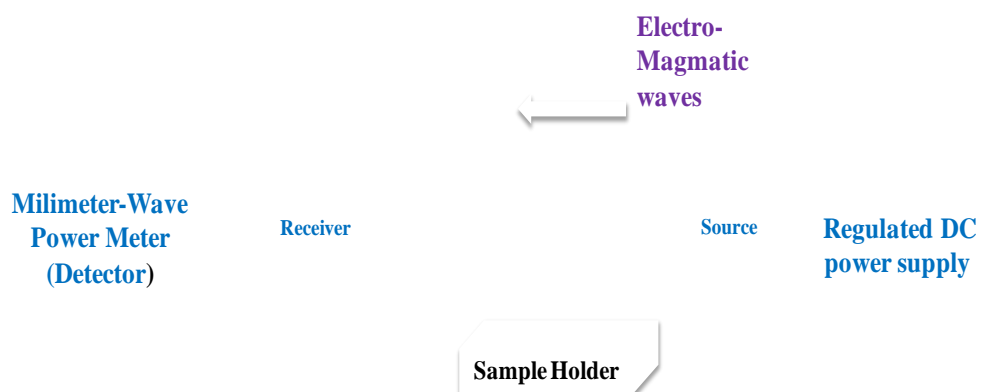 Electro-
Magmatic
waves
Milimeter-Wave
Power Meter
(Detector)
Receiver
Source
Regulated DC
power supply
Sample Holder